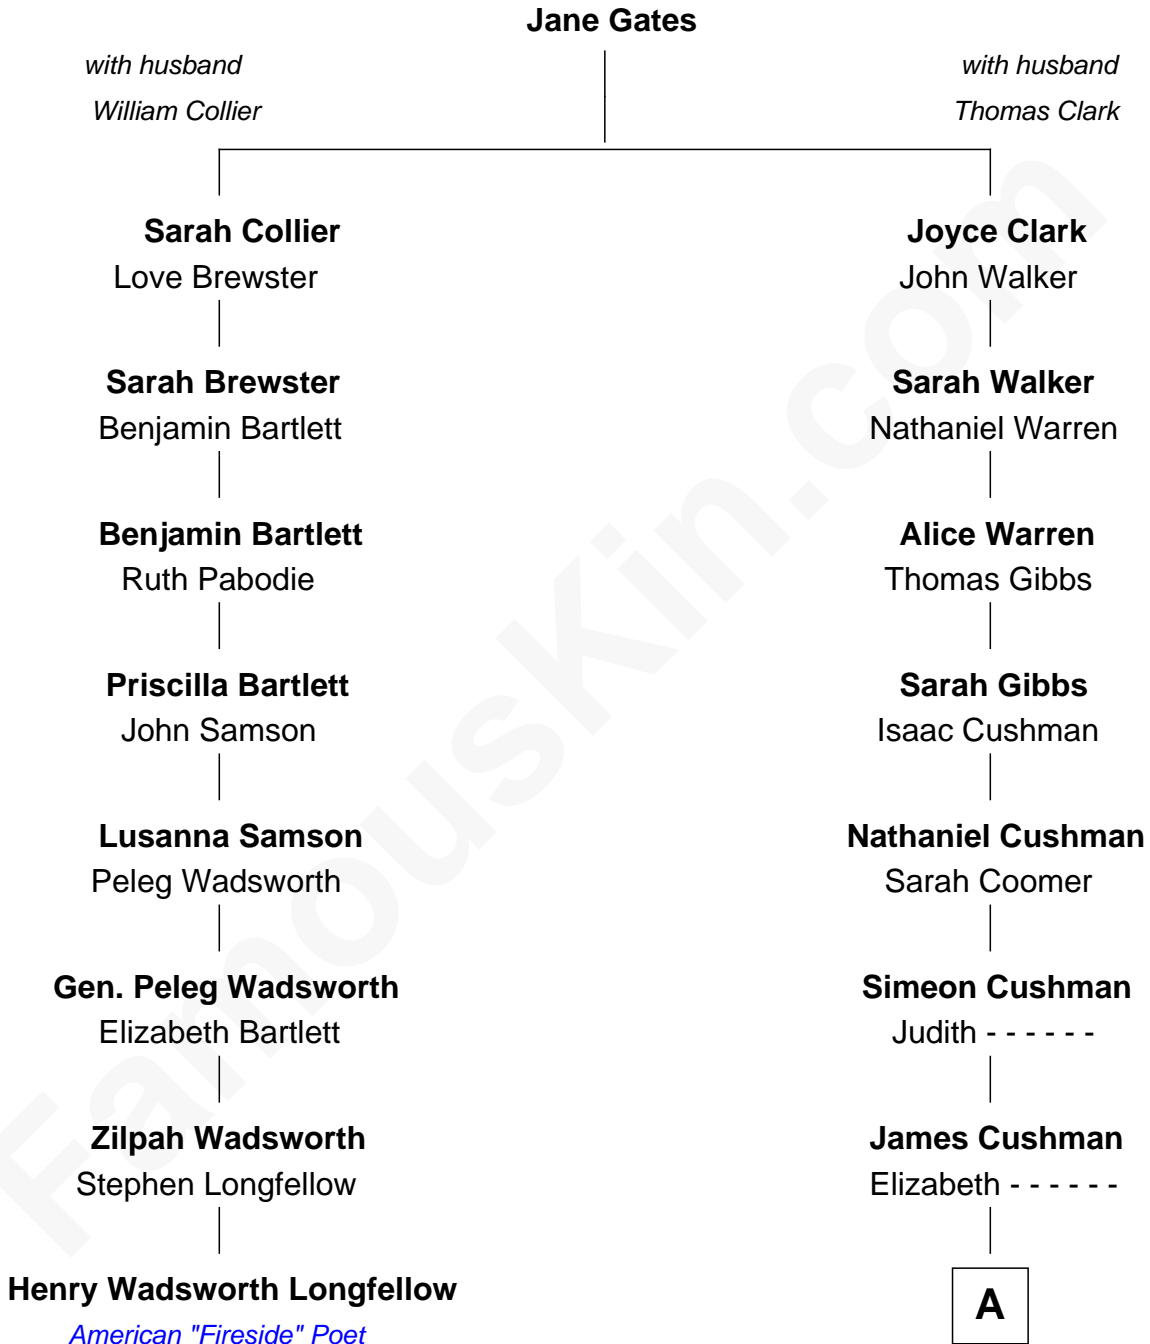 Jane Gates
with husband
William Collier
with husband
Thomas Clark
Sarah Collier
Love Brewster
Joyce Clark
John Walker
Sarah Brewster
Benjamin Bartlett
Sarah Walker
Nathaniel Warren
Benjamin Bartlett
Ruth Pabodie
Alice Warren
Thomas Gibbs
Priscilla Bartlett
John Samson
Sarah Gibbs
Isaac Cushman
Lusanna Samson
Peleg Wadsworth
Nathaniel Cushman
Sarah Coomer
Gen. Peleg Wadsworth
Elizabeth Bartlett
Simeon Cushman
Judith - - - - - -
Zilpah Wadsworth
Stephen Longfellow
James Cushman
Elizabeth - - - - - -
Henry Wadsworth Longfellow
American "Fireside" Poet
A
FamousKin.com